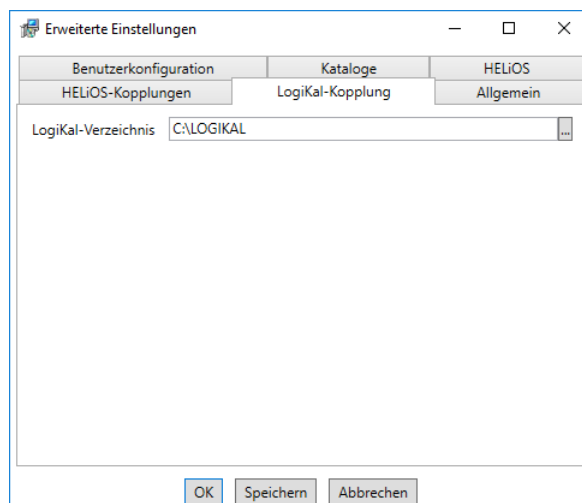 Erweiterte Einstellungen
Benutzerkonfiguration Kataloge HELiOS
HELiOS-Kopplungen LogiKal-Kopplung Allgemein
LogiKal-Verzeichnis C:\LOGIKAL ...
OK Speichern Abbrechen